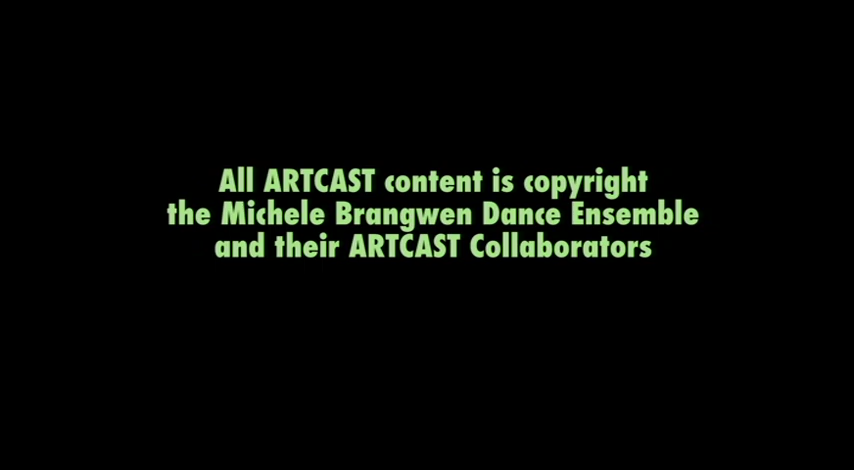 All ARTCAST content is copyright
the Michele Brangwen Dance Ensemble
and their ARTCAST Collaborators